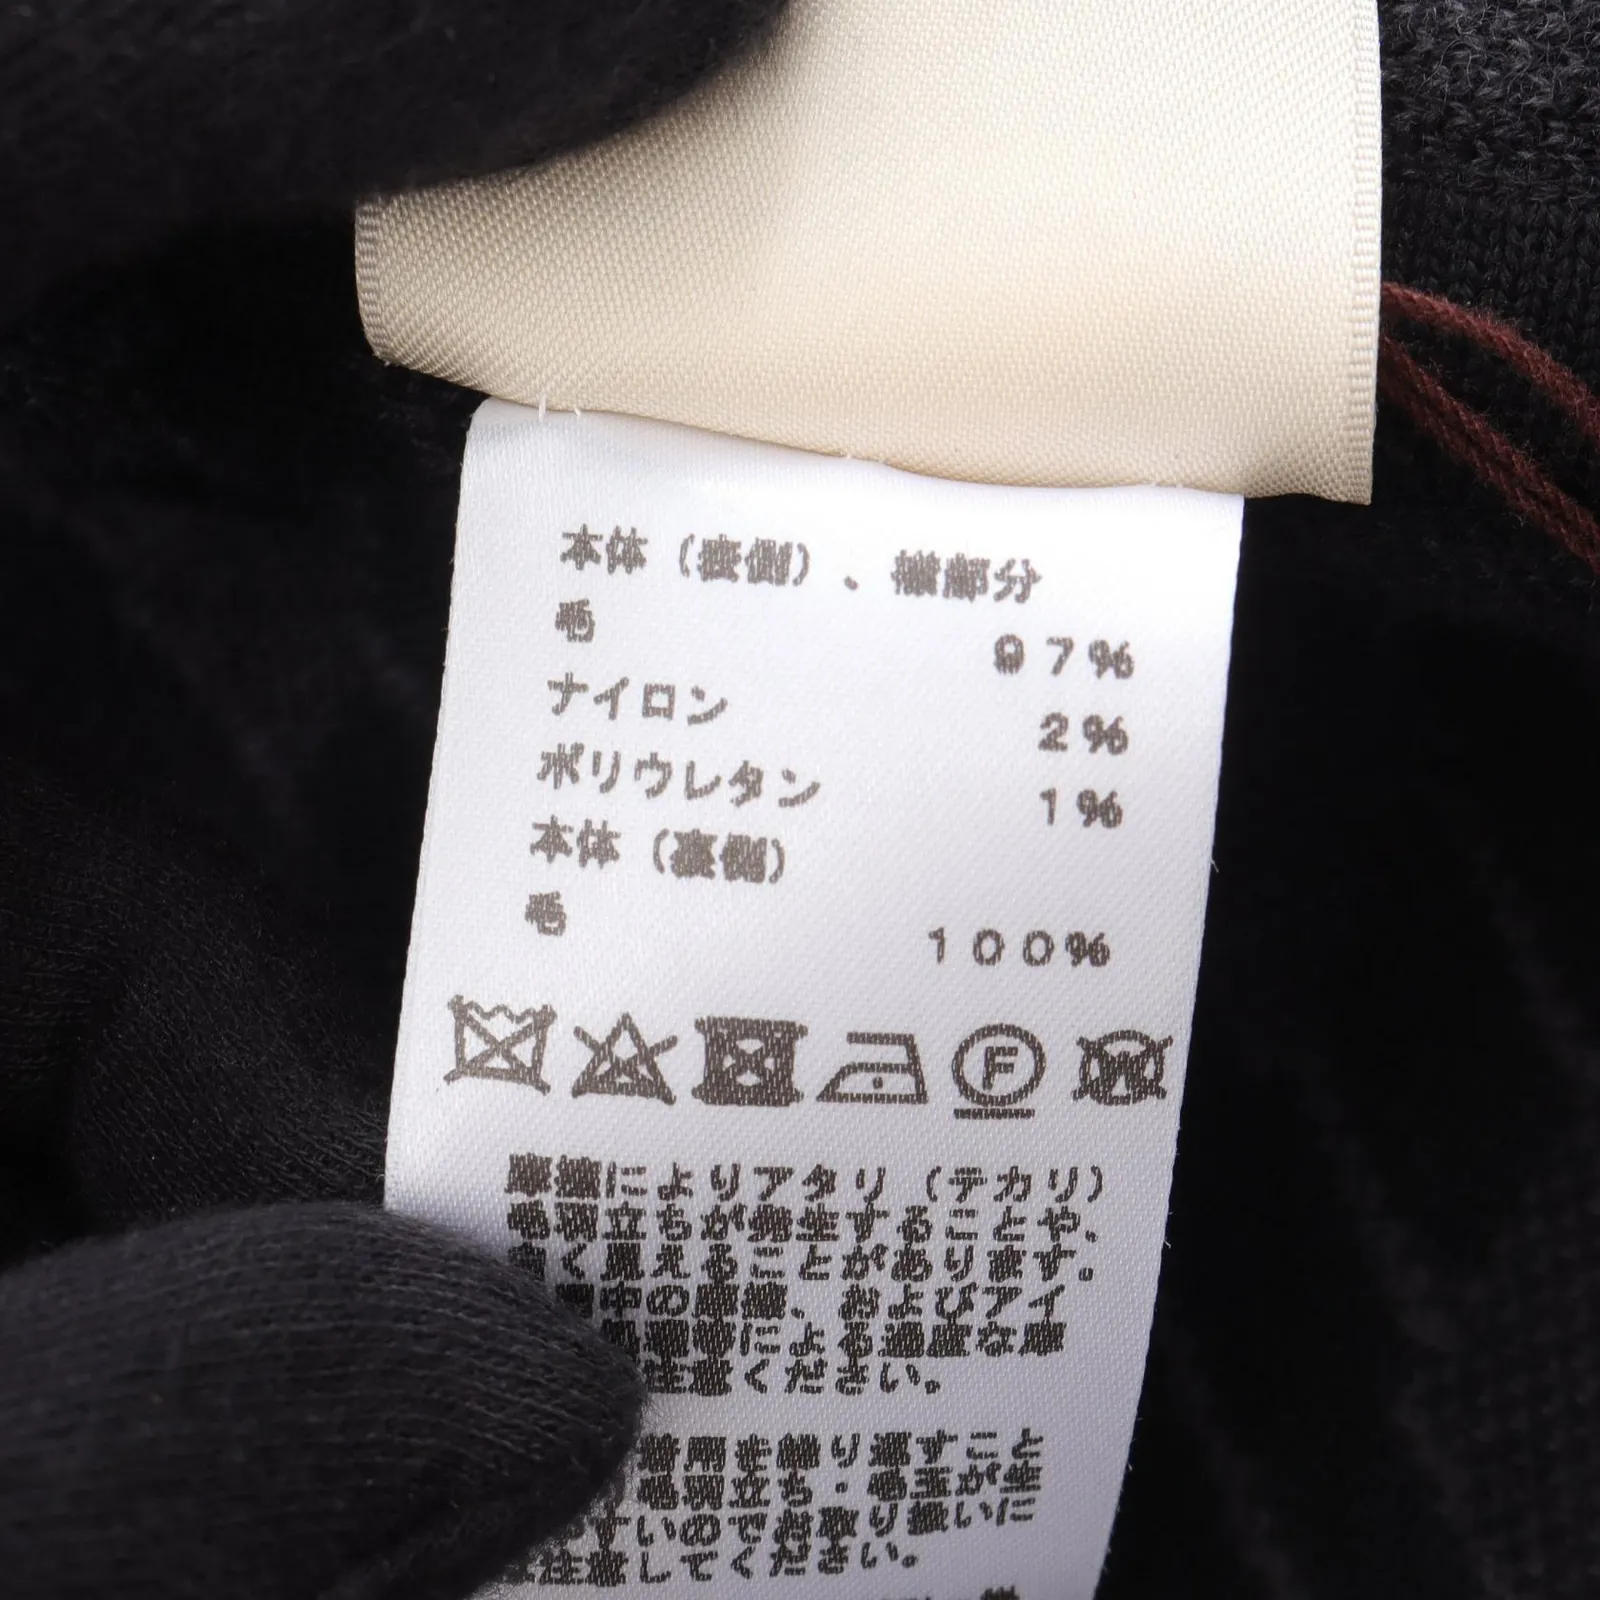 本体（表側）、襟部分
毛 97%
ナイロン 2%
ポリウレタン 1%
本体（裏側）
毛 100%
F
W
摩擦によりアタリ（テカリ）
毛羽立ちが発生することや、
く見えることがあります。
中の摩擦、およびアイ
処理等による過度な摩
注意ください。
着用を繰り返すこと
毛羽立ち・毛玉が生
やすいのでお取り扱いに
注意してください。